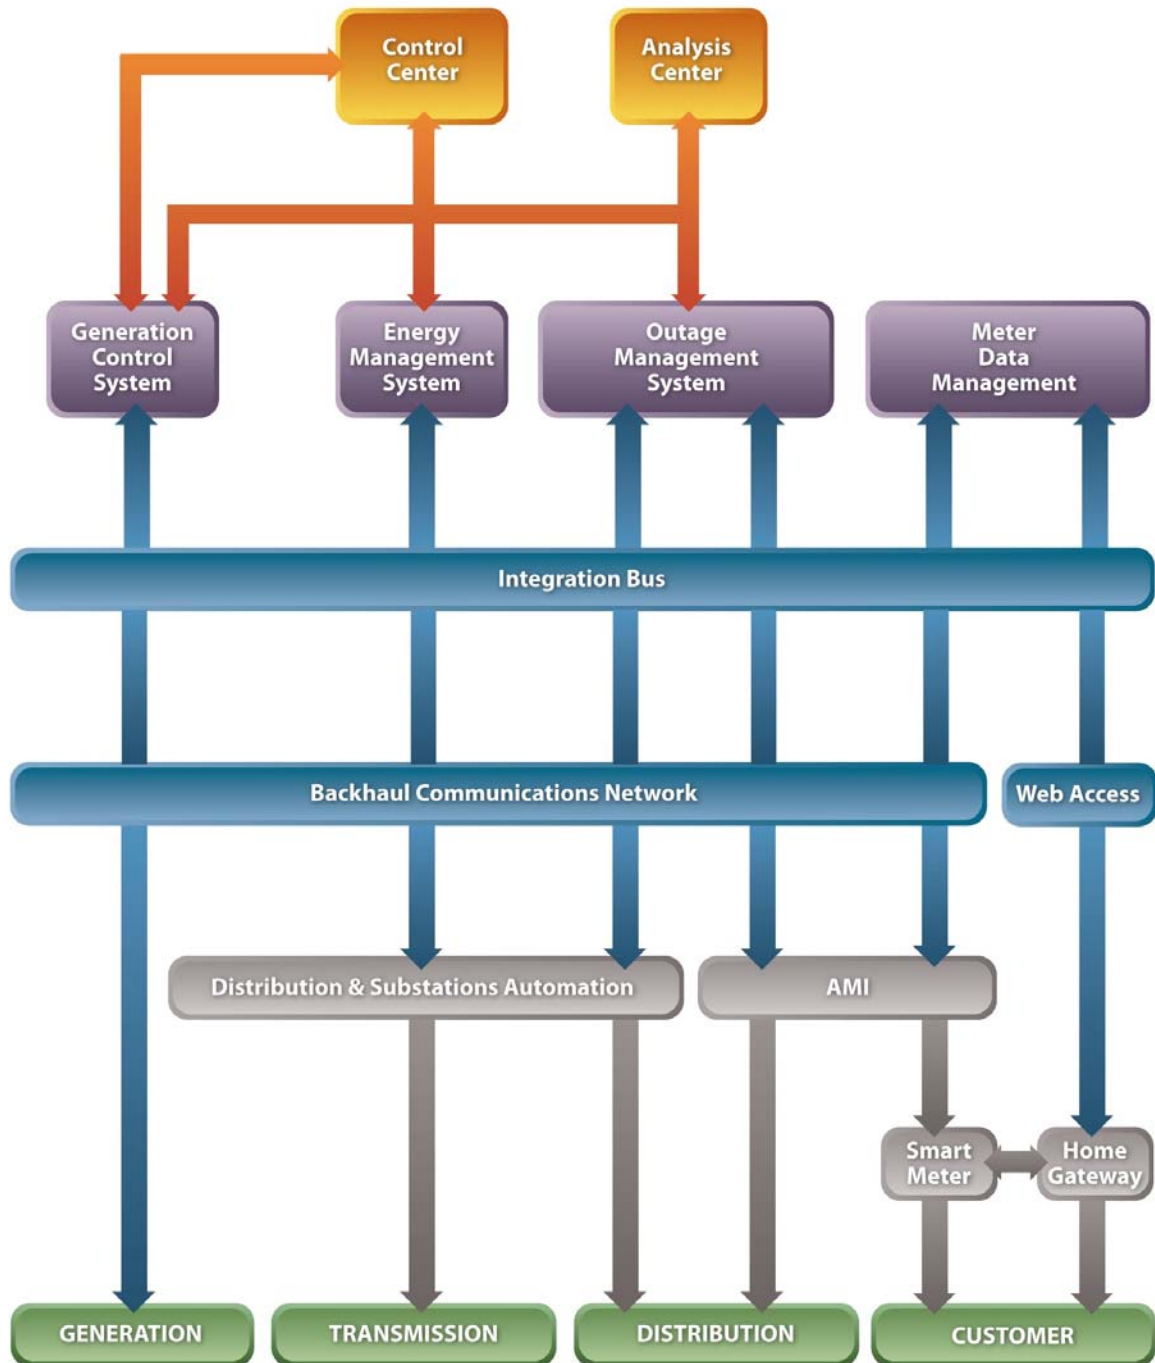 Control
Center
Analysis
Center
Generation
Control
System
Energy
Management
System
Outage
Management
System
Meter
Data
Management
Integration Bus
Backhaul Communications Network
Web Access
Distribution & Substations Automation
AMI
Smart
Meter
Home
Gateway
GENERATION
TRANSMISSION
DISTRIBUTION
CUSTOMER